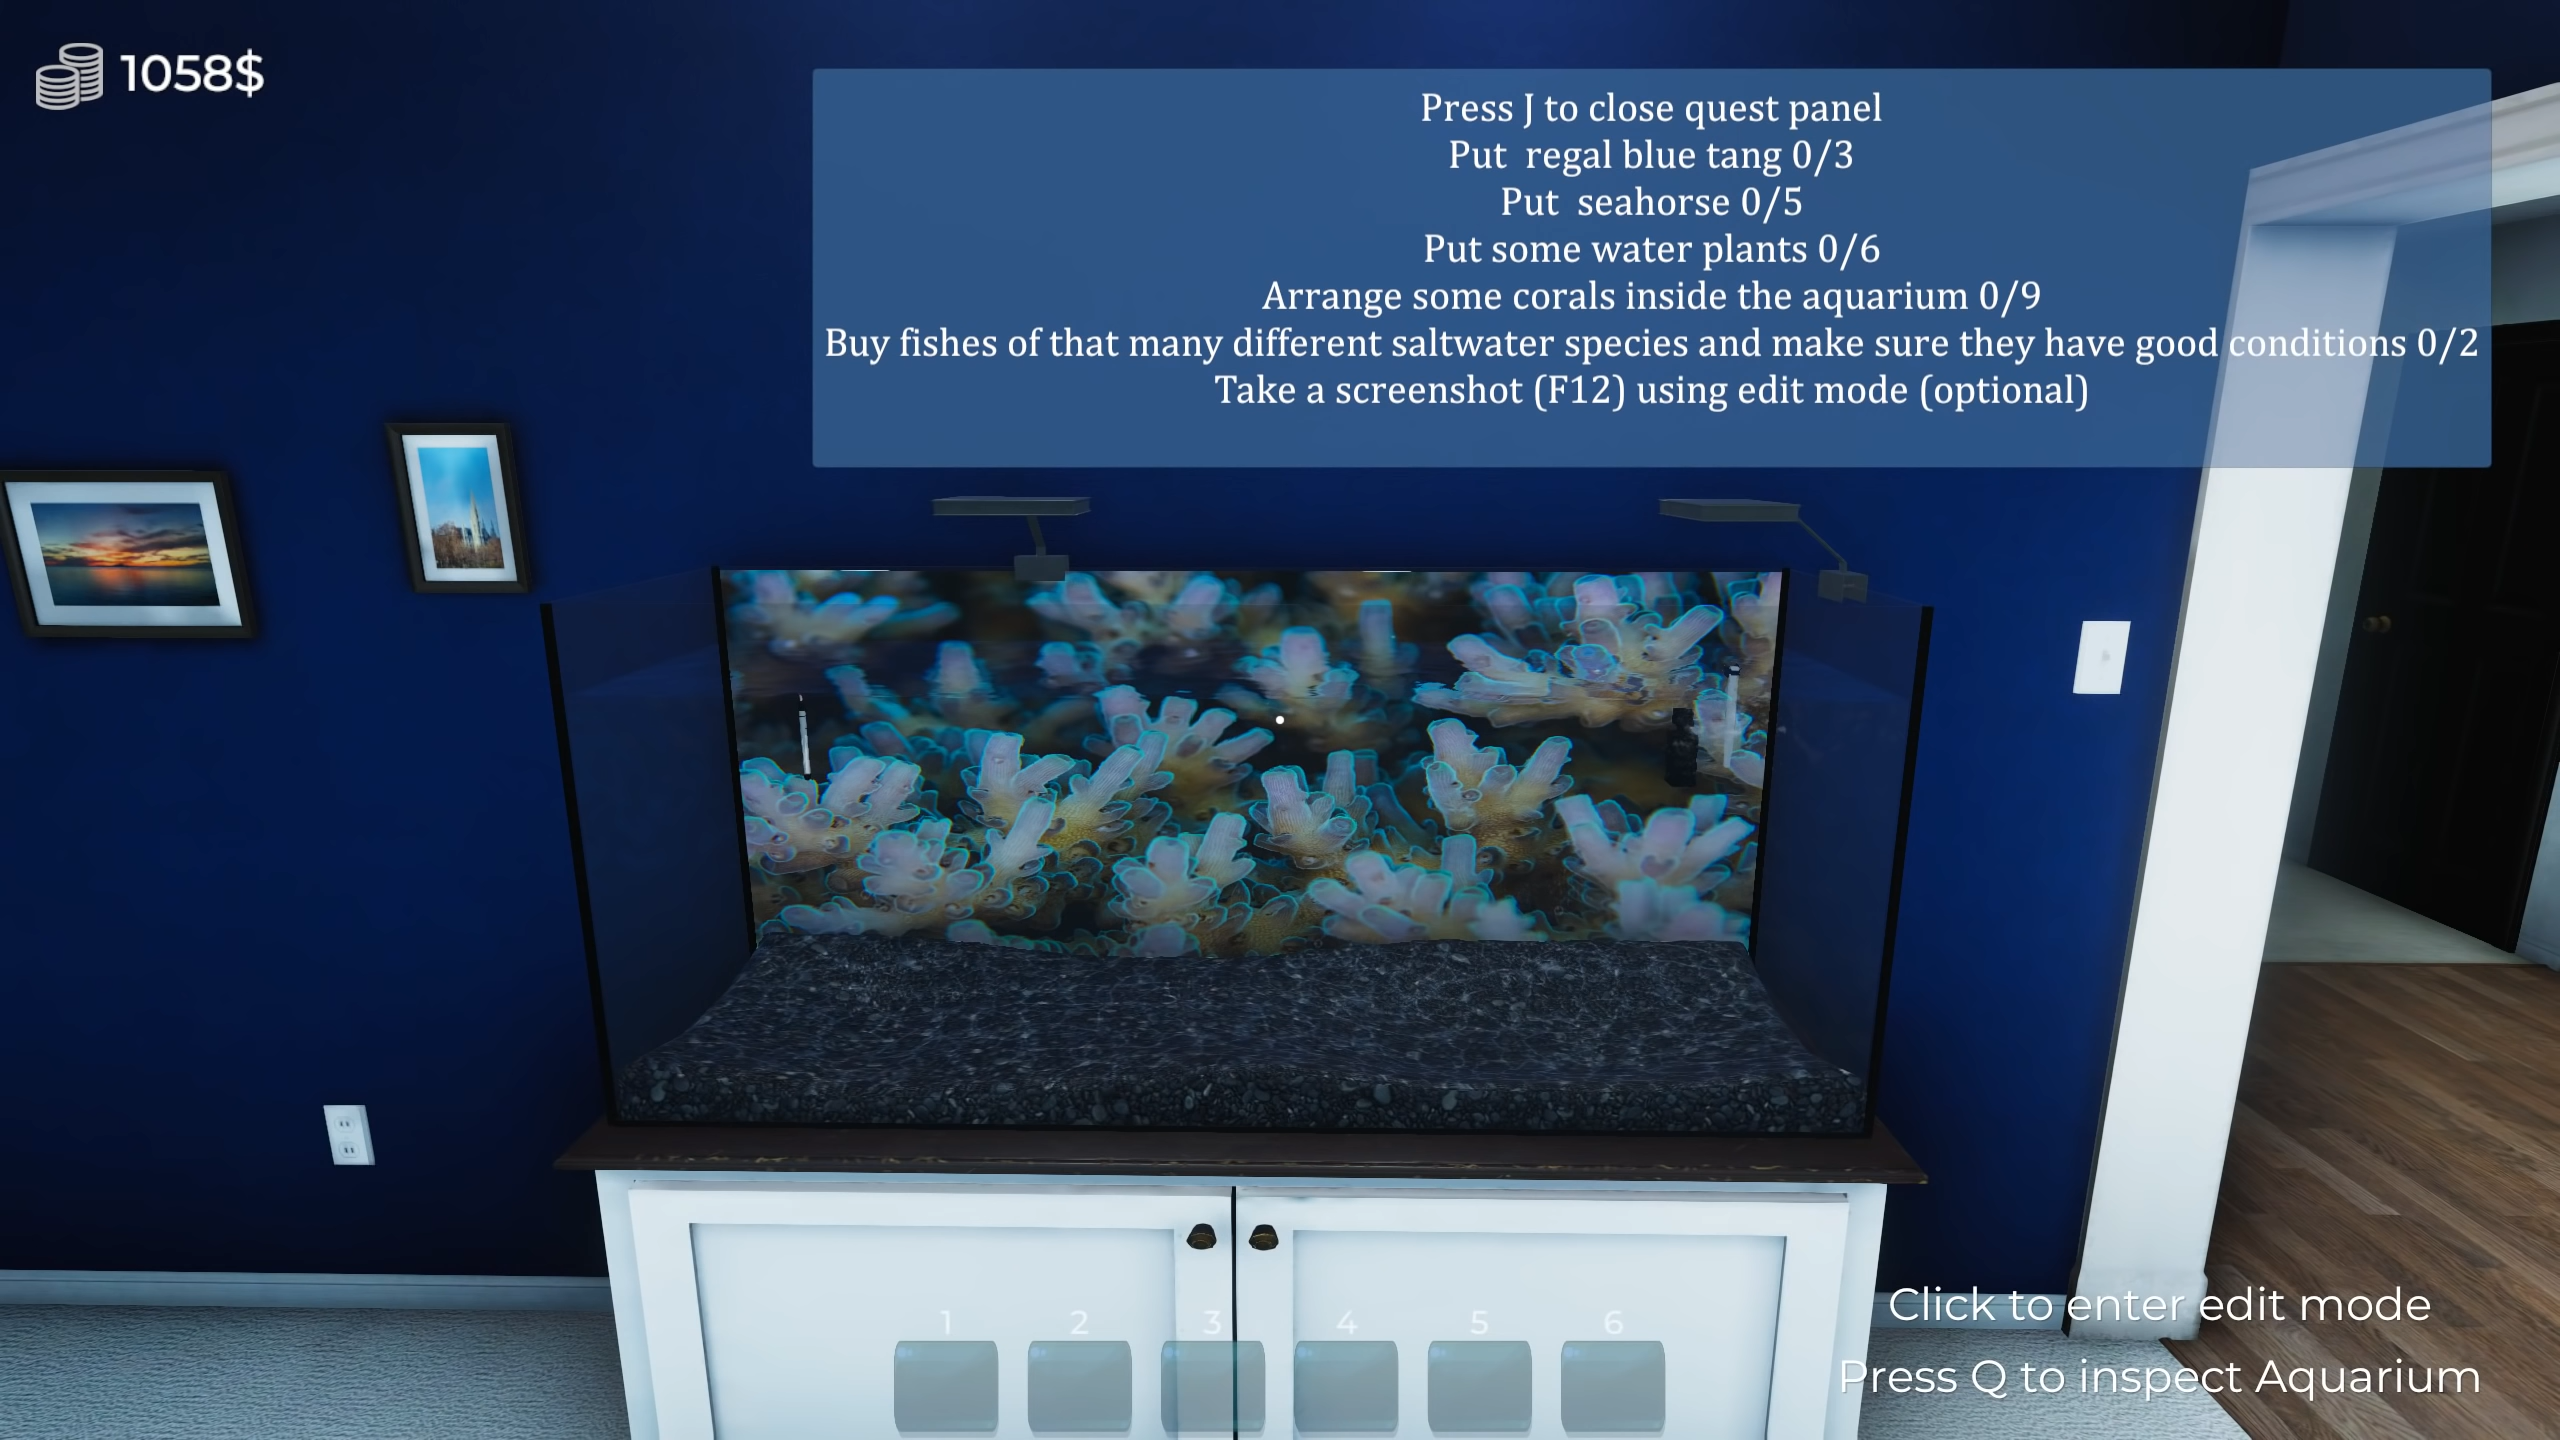 1058$
Press J to close quest panel
Put regal blue tang 0/3
Put seahorse 0/5
Put some water plants 0/6
Arrange some corals inside the aquarium 0/9
Buy fishes of that many different saltwater species and make sure they have good conditions 0/2
Take a screenshot (F12) using edit mode (optional)
1 2 3 4 5 6
Click to enter edit mode
Press Q to inspect Aquarium